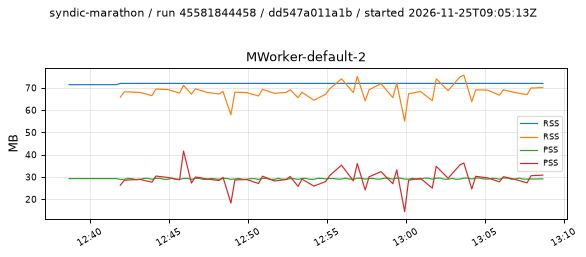 syndic-marathon / run 45581844458 / dd547a011a1b / started 2026-11-25T09:05:13Z
MWorker-default-2
MB
70
60
50
40
30
20
RSS
RSS
PSS
PSS
12:40
12:45
12:50
12:55
13:00
13:05
13:10